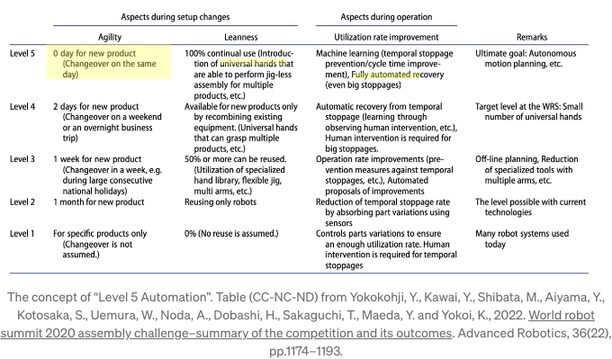 Aspects during setup changes
Aspects during operation
Agility
Leanness
Utilization rate improvement
Remarks
Level 5
0 day for new product
(Changeover on the same
day)
100% continual use (Introduc-
tion of universal hands that
are able to perform jig-less
assembly for multiple
products, etc.)
Machine learning (temporal stoppage
prevention/cycle time improve-
ment), Fully automated recovery
(even big stoppages)
Ultimate goal: Autonomous
motion planning, etc.
Level 4
2 days for new product
(Changeover on a weekend
or an overnight business
trip)
Available for new products only
by recombining existing
equipment. (Universal hands
that can grasp multiple
products, etc.)
Automatic recovery from temporal
stoppage (learning through
observing human intervention, etc.),
Human intervention is required for
big stoppages.
Target level at the WRS: Small
number of universal hands
Level 3
1 week for new product
(Changeover in a week, e.g.
during large consecutive
national holidays)
50% or more can be reused.
(Utilization of specialized
hand library, flexible jig,
multi arms, etc.)
Operation rate improvements (pre-
vention measures against temporal
stoppages, etc.), Automated
proposals of improvements
Off-line planning, Reduction
of specialized tools with
multiple arms, etc.
Level 2
1 month for new product
Reusing only robots
Reduction of temporal stoppage rate
by absorbing part variations using
sensors
The level possible with current
technologies
Level 1
For specific products only
(Changeover is not
assumed.)
0% (No reuse is assumed.)
Controls parts variations to ensure
an enough utilization rate. Human
intervention is required for temporal
stoppages
Many robot systems used
today
The concept of “Level 5 Automation”. Table (CC-NC-ND) from Yokokohji, Y., Kawai, Y., Shibata, M., Aiyama, Y.,
Kotosaka, S., Uemura, W., Noda, A., Dobashi, H., Sakaguchi, T., Maeda, Y. and Yokoi, K., 2022. World robot
summit 2020 assembly challenge–summary of the competition and its outcomes. Advanced Robotics, 36(22),
pp.1174–1193.